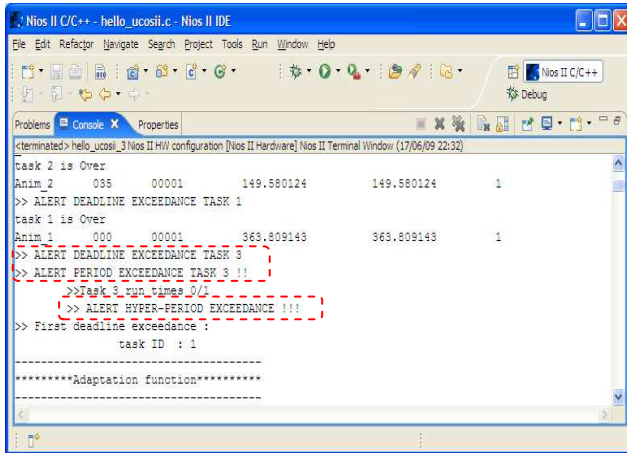 Nios II C/C++ - hello_ucosii.c - Nios II IDE
File Edit Refactor Navigate Search Project Tools Run Window Help
Nios II C/C++
Debug
Problems Console X Properties
<terminated> hello_ucosii_3 Nios II HW configuration [Nios II Hardware] Nios II Terminal Window (17/06/09 22:32)
task 2 is Over
Anim_2 035 00001 149.580124 149.580124 1
>> ALERT DEADLINE EXCEEDANCE TASK 1
task 1 is Over
Anim_1 000 00001 363.809143 363.809143 1
>> ALERT DEADLINE EXCEEDANCE TASK 3
>> ALERT PERIOD EXCEEDANCE TASK 3 !!
>>Task 3 run times 0/1
>> ALERT HYPER-PERIOD EXCEEDANCE !!!
>> First deadline exceedance :
task ID : 1
-------------------------------------
*********Adaptation function**********
-------------------------------------